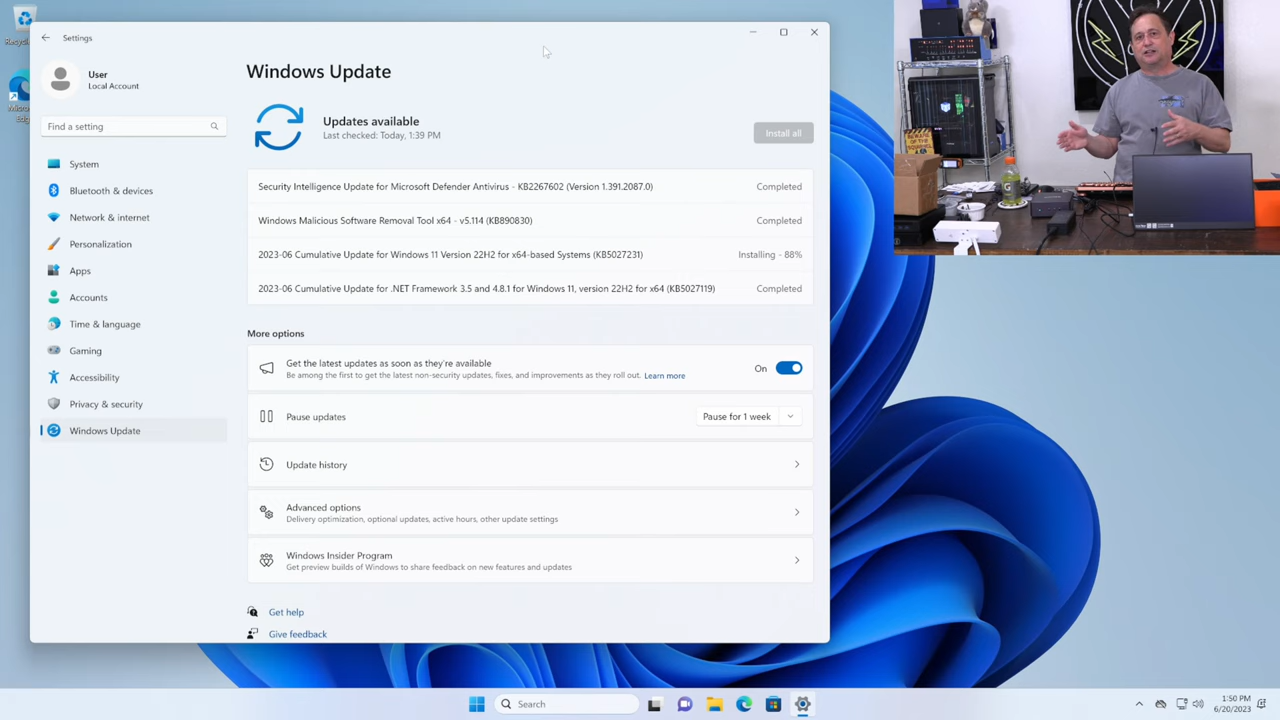 Settings
User
Local Account
Find a setting
System
Bluetooth & devices
Network & internet
Personalization
Apps
Accounts
Time & language
Gaming
Accessibility
Privacy & security
Windows Update
Windows Update
Updates available
Last checked: Today, 1:39 PM
Install all
Security Intelligence Update for Microsoft Defender Antivirus - KB2267602 (Version 1.391.2087.0)
Completed
Windows Malicious Software Removal Tool x64 - v5.114 (KB890830)
Completed
2023-06 Cumulative Update for Windows 11 Version 22H2 for x64-based Systems (KB5027231)
Installing - 88%
2023-06 Cumulative Update for .NET Framework 3.5 and 4.8.1 for Windows 11, version 22H2 for x64 (KB5027119)
Completed
More options
Get the latest updates as soon as they're available
Be among the first to get the latest non-security updates, fixes, and improvements as they roll out. Learn more
On
Pause updates
Pause for 1 week
Update history
Advanced options
Delivery optimization, optional updates, active hours, other update settings
Windows Insider Program
Get preview builds of Windows to share feedback on new features and updates
Get help
Give feedback
Search
1:50 PM
6/20/2023